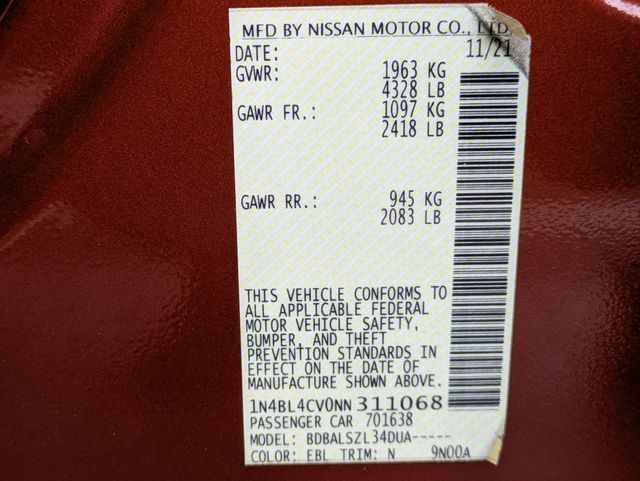 MFD BY NISSAN MOTOR CO., LTD.
DATE: 11/21
GVWR: 1963 KG
4328 LB
GAWR FR.: 1097 KG
2418 LB
GAWR RR.: 945 KG
2083 LB
THIS VEHICLE CONFORMS TO
ALL APPLICABLE FEDERAL
MOTOR VEHICLE SAFETY,
BUMPER, AND THEFT
PREVENTION STANDARDS IN
EFFECT ON THE DATE OF
MANUFACTURE SHOWN ABOVE.
1N4BL4CV0NN311068
PASSENGER CAR 701638
MODEL: BDBALSZL34DUA-----
COLOR: EBL TRIM: N 9N00A